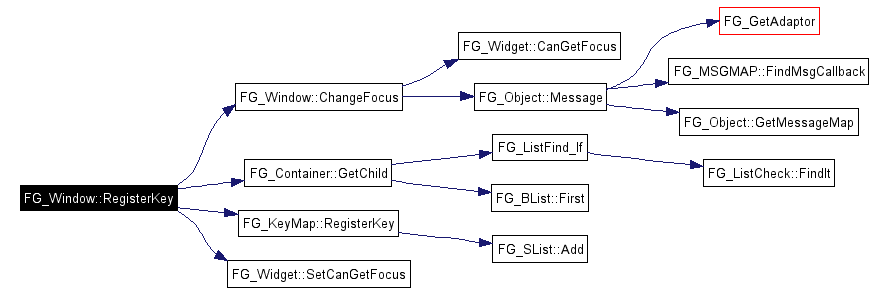 FG_GetAdaptor
FG_Widget::CanGetFocus
FG_MSGMAP::FindMsgCallback
FG_Window::ChangeFocus
FG_Object::Message
FG_Object::GetMessageMap
FG_ListFind_If
FG_Container::GetChild
FG_ListCheck::FindIt
FG_Window::RegisterKey
FG_BList::First
FG_KeyMap::RegisterKey
FG_SList::Add
FG_Widget::SetCanGetFocus